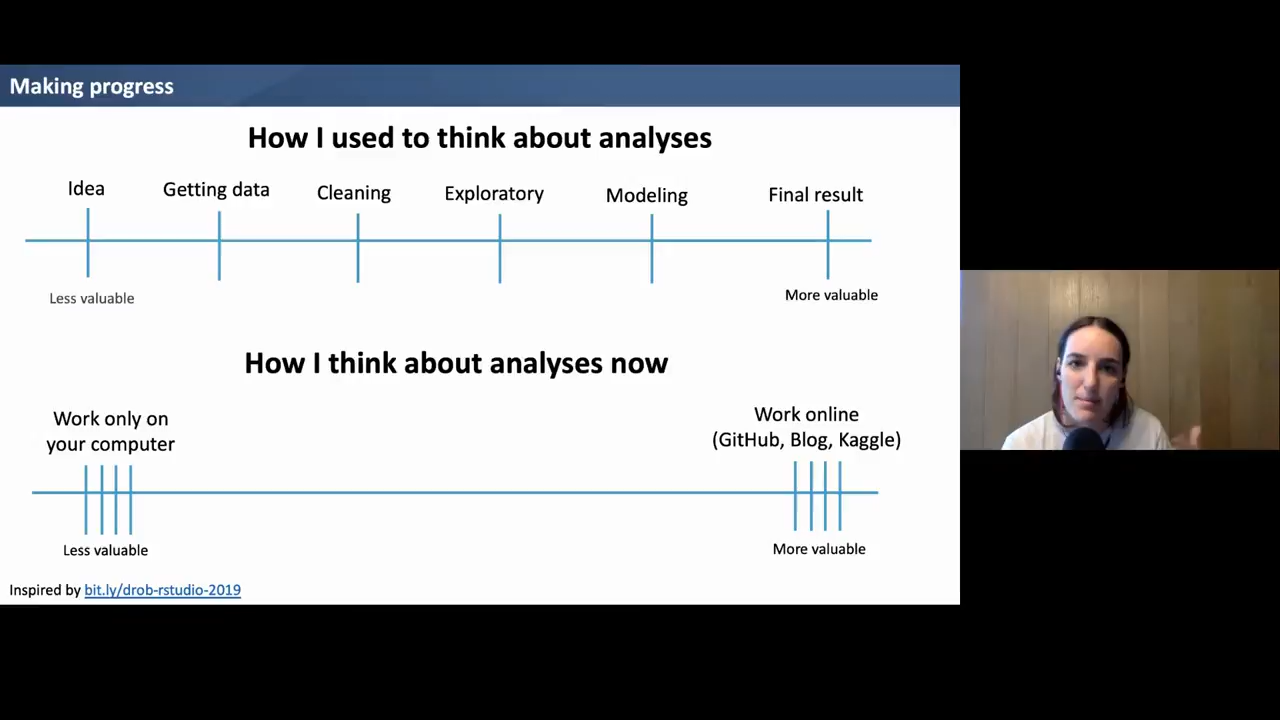 Making progress
How I used to think about analyses
Idea
Getting data
Cleaning
Exploratory
Modeling
Final result
Less valuable
More valuable
How I think about analyses now
Work only on
your computer
Work online
(GitHub, Blog, Kaggle)
Less valuable
More valuable
Inspired by bit.ly/drob-rstudio-2019